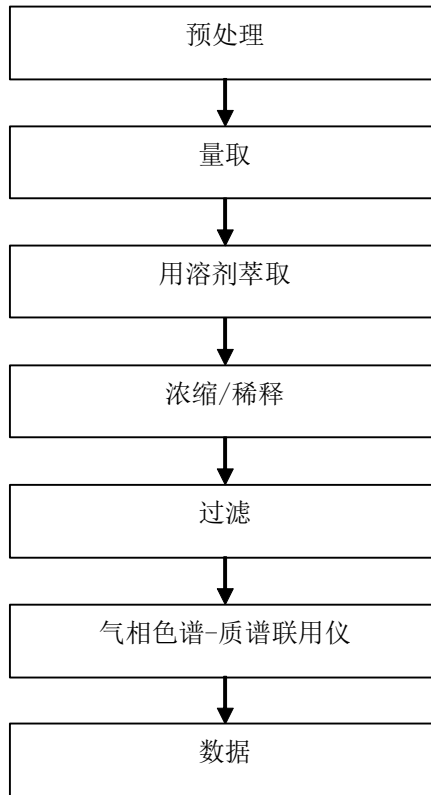 预处理
量取
用溶剂萃取
浓缩/稀释
过滤
气相色谱-质谱联用仪
数据